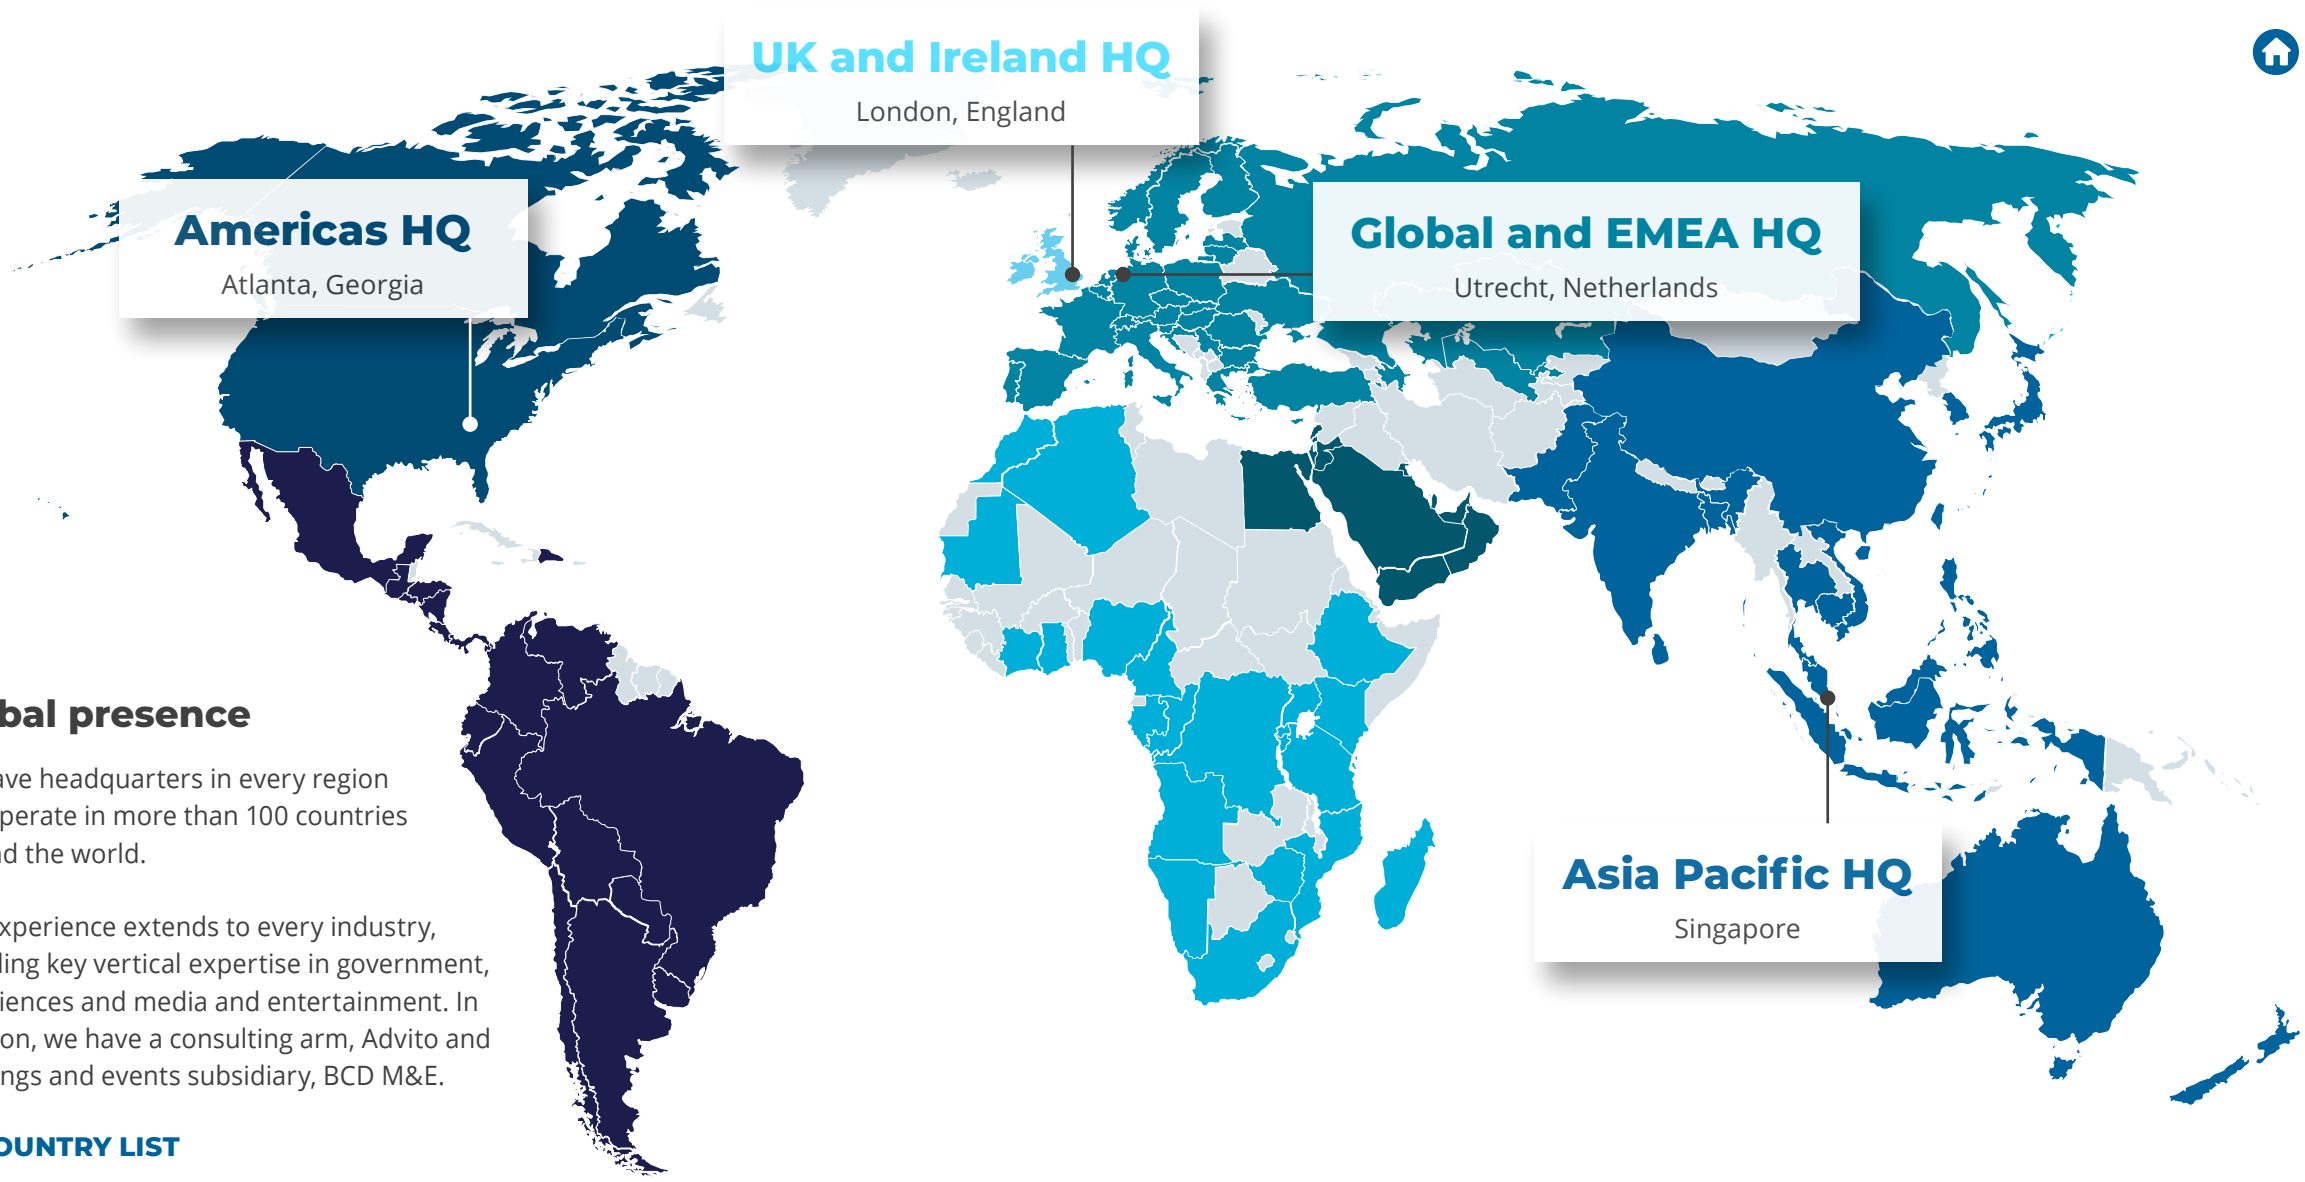 UK and Ireland HQ
London, England
Americas HQ
Atlanta, Georgia
Global and EMEA HQ
Utrecht, Netherlands
bal presence
ave headquarters in every region
perate in more than 100 countries
d the world.
xperience extends to every industry,
ling key vertical expertise in government,
iences and media and entertainment. In
on, we have a consulting arm, Advito and
ngs and events subsidiary, BCD M&E.
OUNTRY LIST
Asia Pacific HQ
Singapore